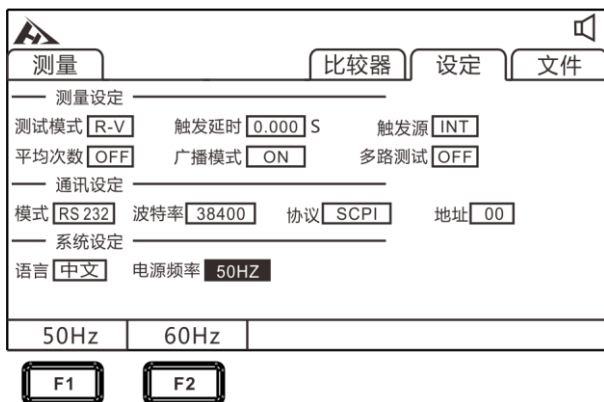 测量 比较器 设定 文件
测量设定
测试模式 R-V 触发延时 0.000 S 触发源 INT
平均次数 OFF 广播模式 ON 多路测试 OFF
通讯设定
模式 RS 232 波特率 38400 协议 SCPI 地址 00
系统设定
语言 中文 电源频率 50HZ
50Hz 60Hz
F1 F2